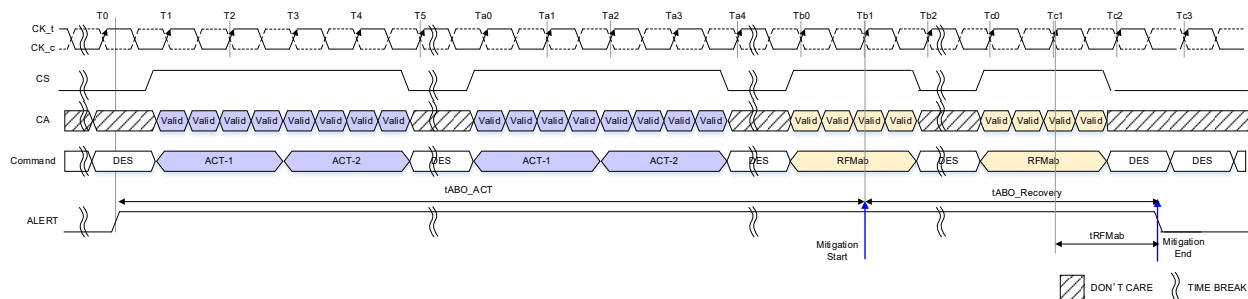 T0 T1 T2 T3 T4 T5 Ta0 Ta1 Ta2 Ta3 Ta4 Tb0 Tb1 Tb2 Tc0 Tc1 Tc2 Tc3
CK_t
CK_c
CS
CA Valid Valid Valid Valid Valid Valid Valid Valid Valid Valid Valid Valid Valid Valid Valid Valid Valid Valid Valid Valid Valid Valid Valid Valid
Command DES ACT-1 ACT-2 DES ACT-1 ACT-2 DES RFMab DES RFMab DES DES
tABO_ACT tABO_Recovery
ALERT
Mitigation Start tRFMab Mitigation End
DON'T CARE TIME BREAK